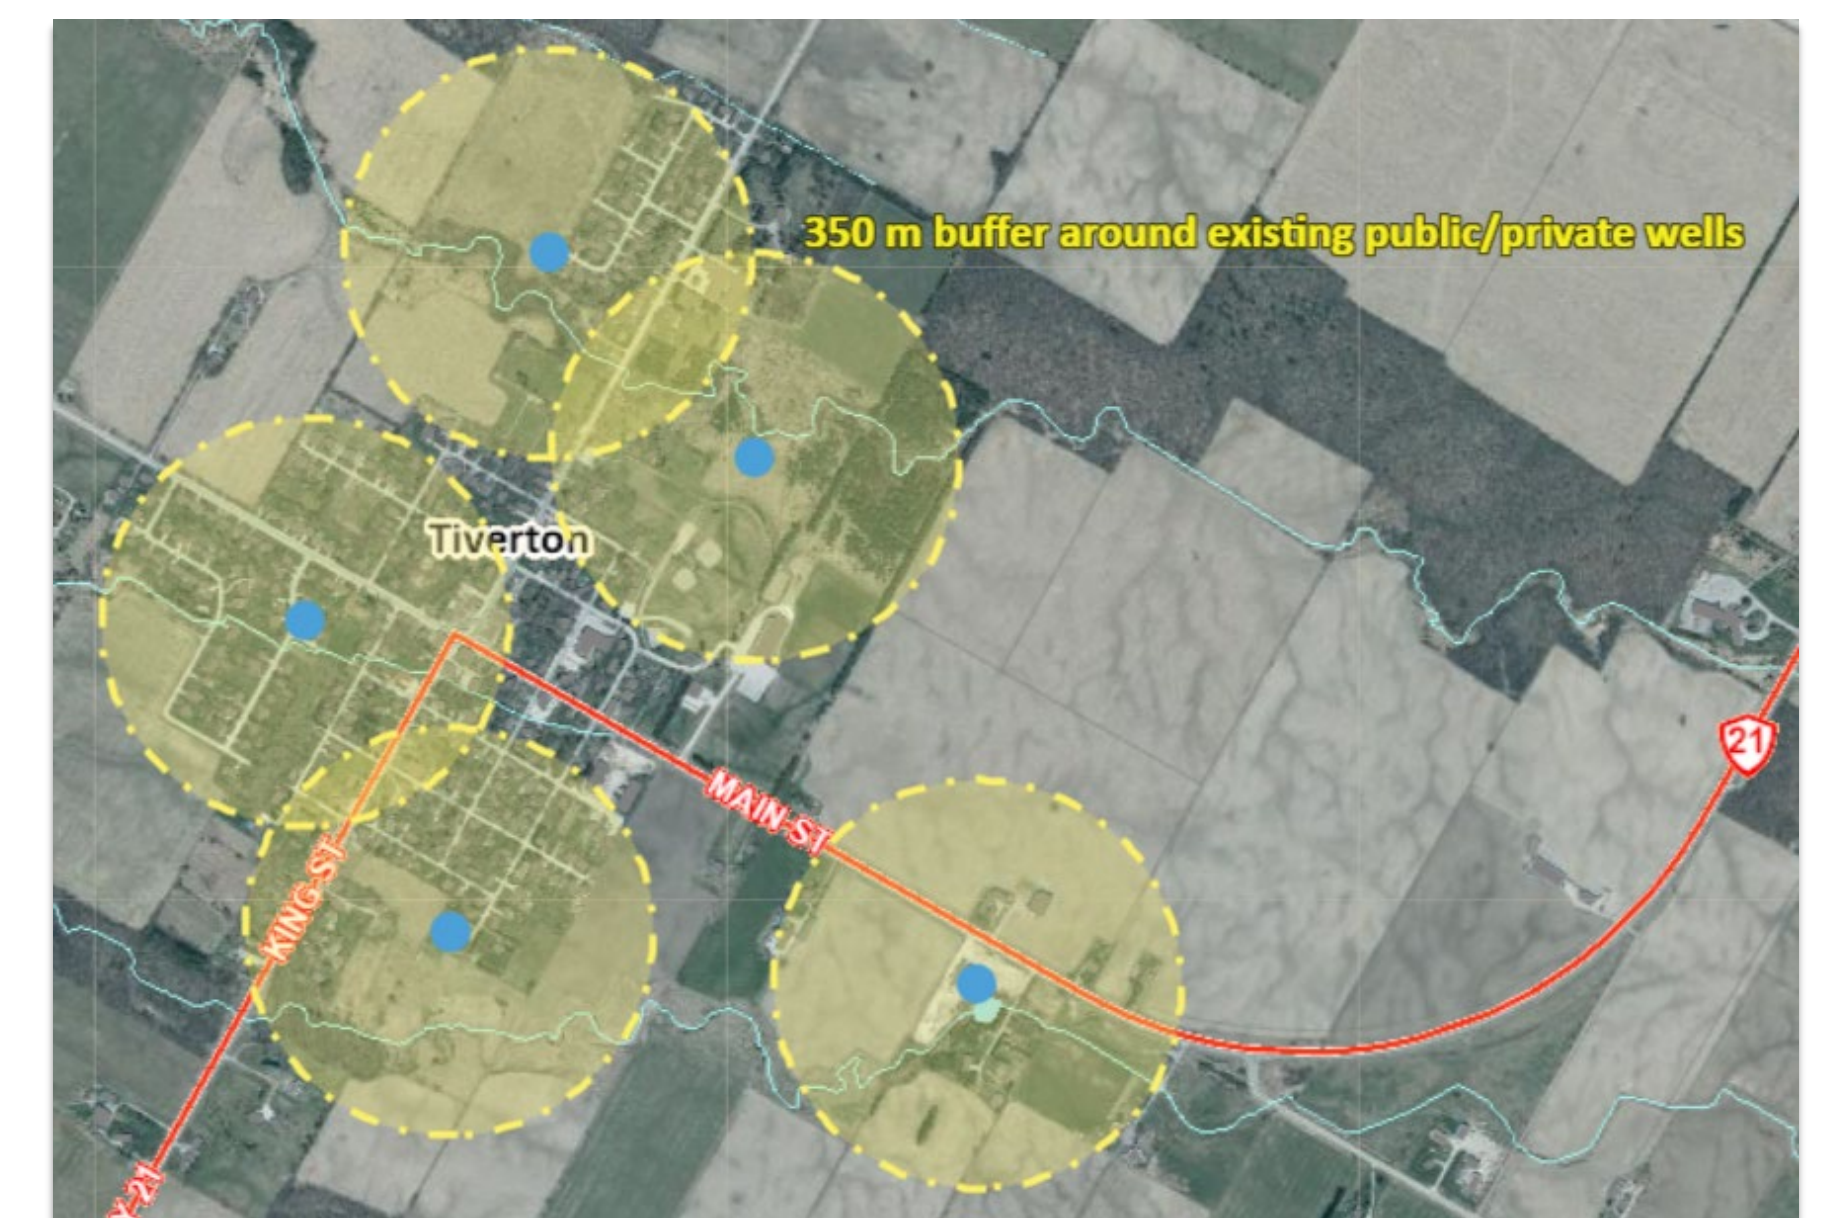 350 m buffer around existing public/private wells
Tiverton
21
MAIN ST
KING ST
Y 21